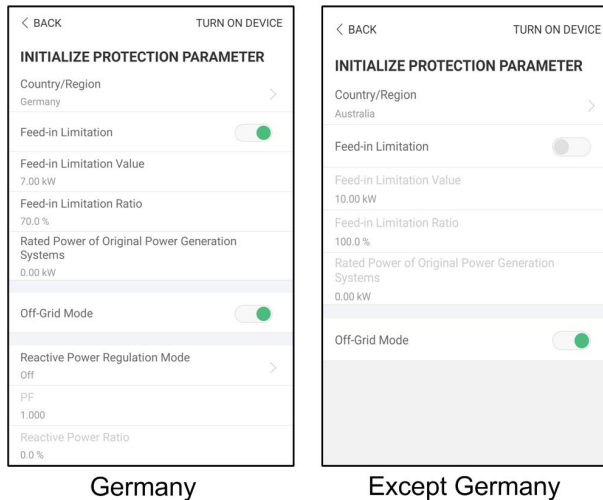 < BACK TURN ON DEVICE
INITIALIZE PROTECTION PARAMETER
Country/Region
Germany
Feed-in Limitation
Feed-in Limitation Value
7.00 kW
Feed-in Limitation Ratio
70.0 %
Rated Power of Original Power Generation
Systems
0.00 kW
Off-Grid Mode
Reactive Power Regulation Mode
Off
PF
1.000
Reactive Power Ratio
0.0 %
Germany
< BACK TURN ON DEVICE
INITIALIZE PROTECTION PARAMETER
Country/Region
Australia
Feed-in Limitation
Feed-in Limitation Value
10.00 kW
Feed-in Limitation Ratio
100.0 %
Rated Power of Original Power Generation
Systems
0.00 kW
Off-Grid Mode
Except Germany